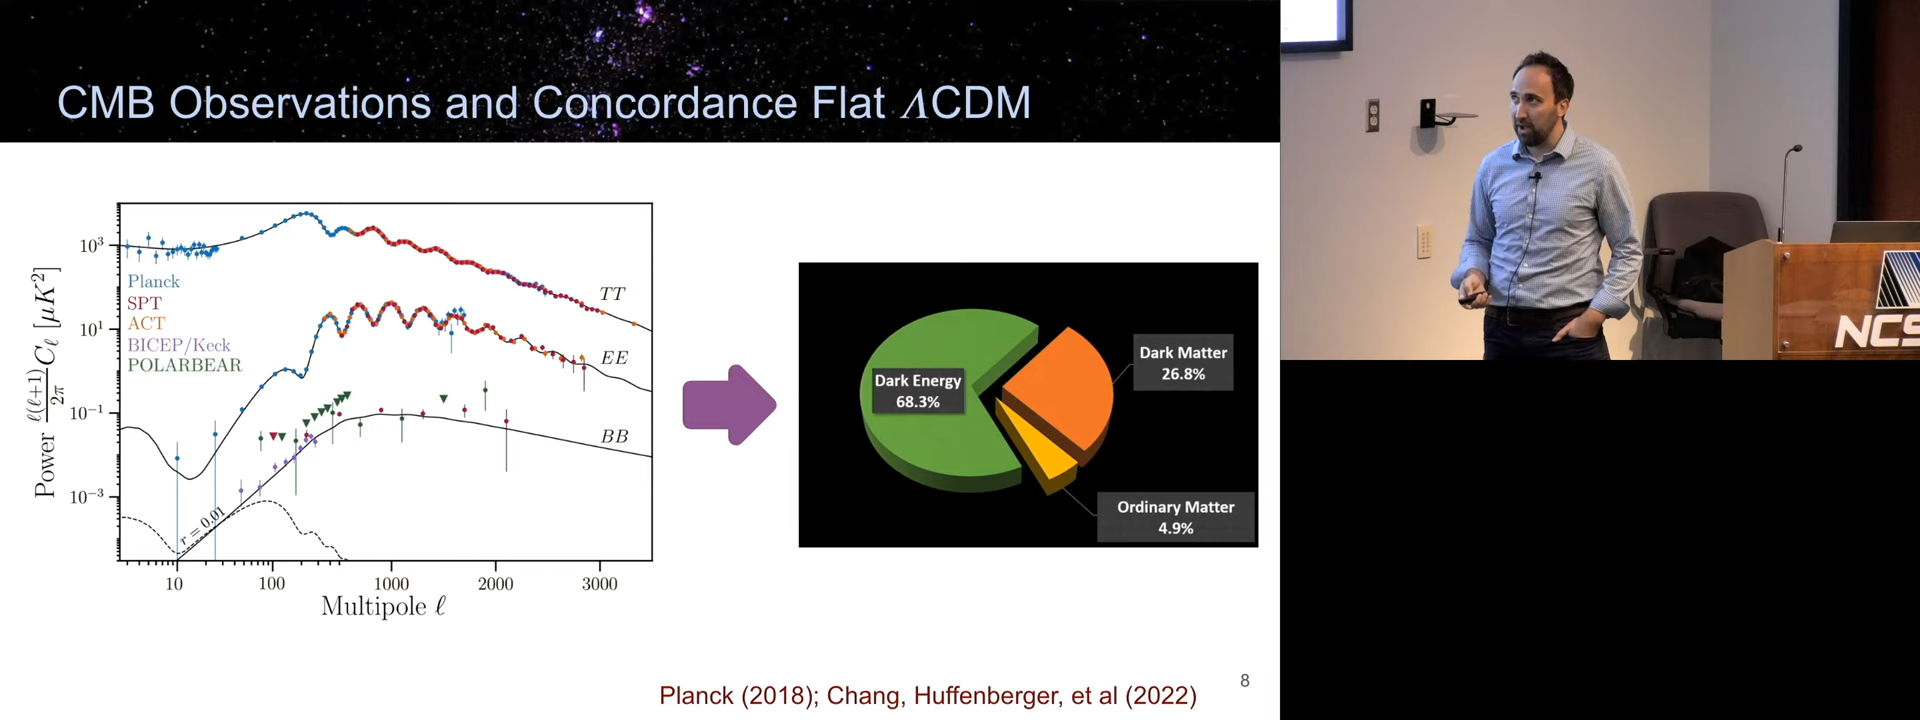 CMB Observations and Concordance Flat ΛCDM
Power ℓ(ℓ+1)/2π Cℓ [μK²]
10³
10¹
10⁻¹
10⁻³
Planck
SPT
ACT
BICEP/Keck
POLARBEAR
TT
EE
BB
r = 0.01
10 100 1000 2000 3000
Multipole ℓ
Dark Energy
68.3%
Dark Matter
26.8%
Ordinary Matter
4.9%
Planck (2018); Chang, Huffenberger, et al (2022)
8